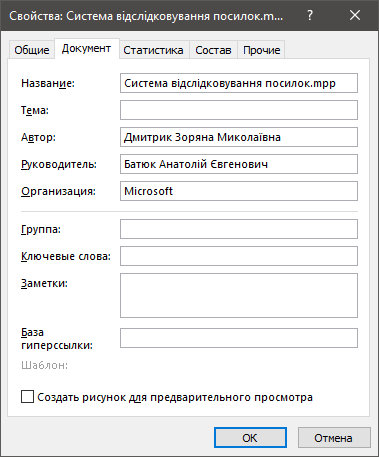 Свойства: Система відслідковування посилок.m...
? ×
Общие Документ Статистика Состав Прочие
Название: Система відслідковування посилок.mpp
Тема:
Автор: Дмитрик Зоряна Миколаївна
Руководитель: Батюк Анатолій Євгенович
Организация: Microsoft
Группа:
Ключевые слова:
Заметки:
База
гиперссылки:
Шаблон:
Создать рисунок для предварительного просмотра
ОК Отмена